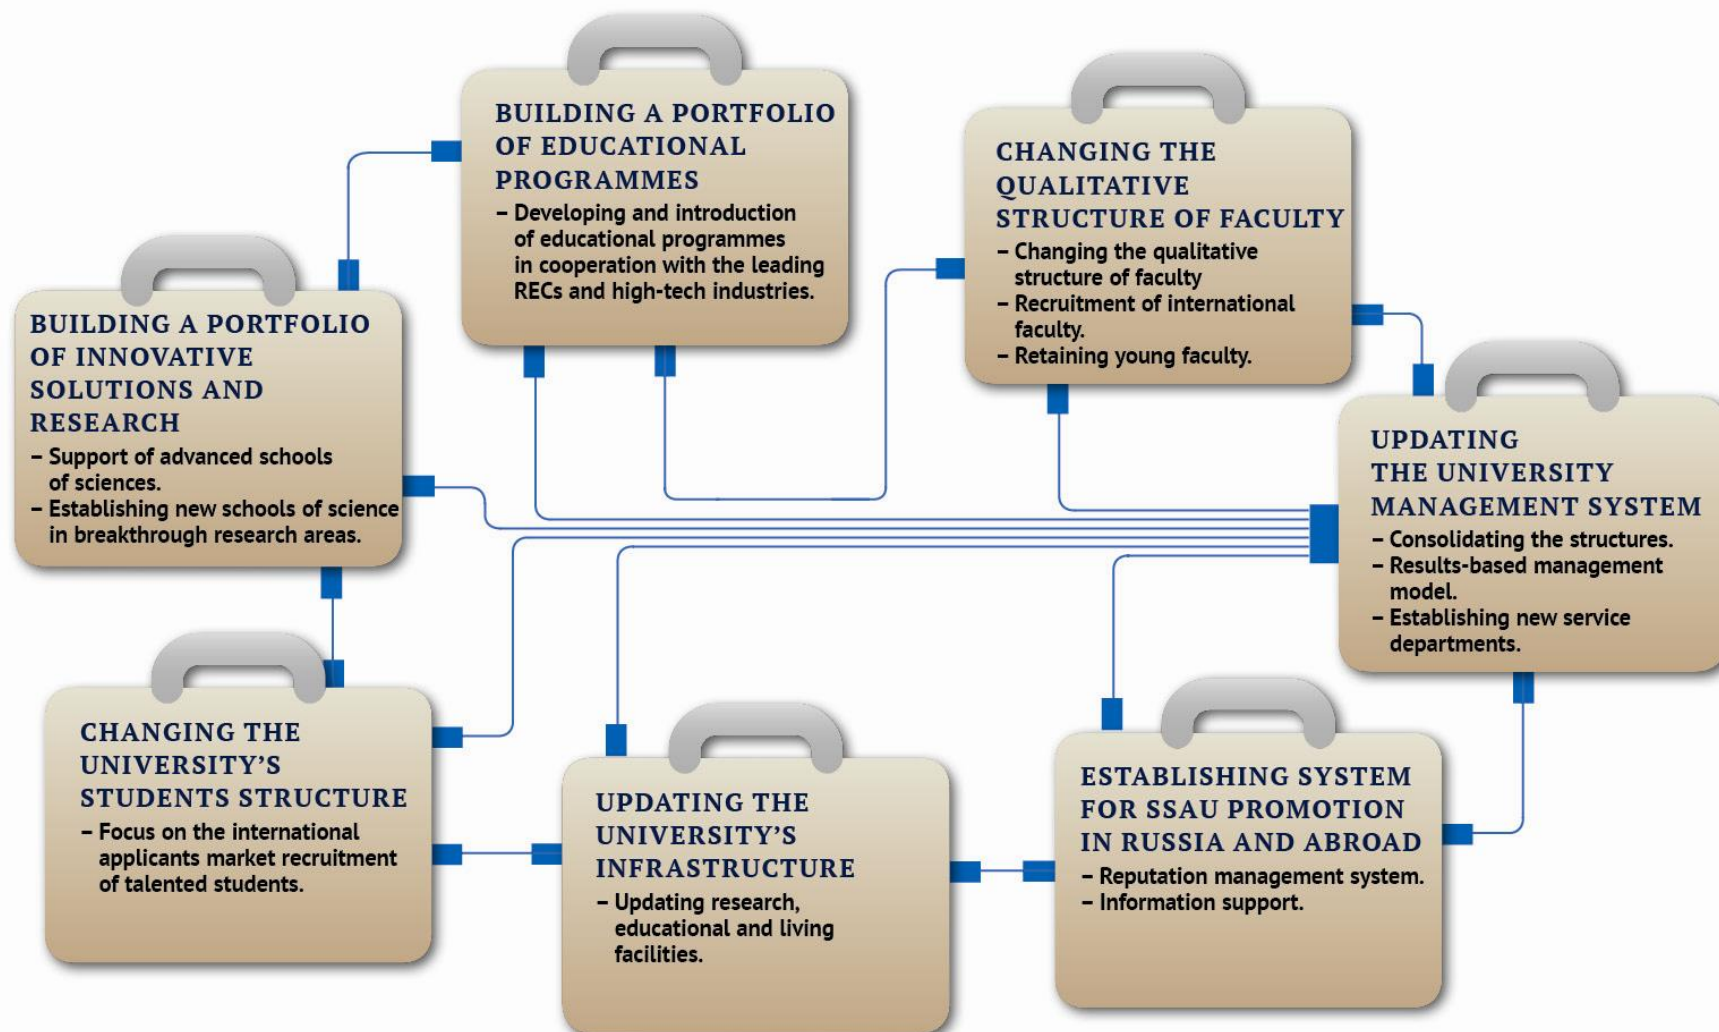 BUILDING A PORTFOLIO
OF EDUCATIONAL
PROGRAMMES
– Developing and introduction
of educational programmes
in cooperation with the leading
RECs and high-tech industries.
CHANGING THE
QUALITATIVE
STRUCTURE OF FACULTY
– Changing the qualitative
structure of faculty
– Recruitment of international
faculty.
– Retaining young faculty.
BUILDING A PORTFOLIO
OF INNOVATIVE
SOLUTIONS AND
RESEARCH
– Support of advanced schools
of sciences.
– Establishing new schools of science
in breakthrough research areas.
UPDATING
THE UNIVERSITY
MANAGEMENT SYSTEM
– Consolidating the structures.
– Results-based management
model.
– Establishing new service
departments.
CHANGING THE
UNIVERSITY’S
STUDENTS STRUCTURE
– Focus on the international
applicants market recruitment
of talented students.
UPDATING THE
UNIVERSITY’S
INFRASTRUCTURE
– Updating research,
educational and living
facilities.
ESTABLISHING SYSTEM
FOR SSAU PROMOTION
IN RUSSIA AND ABROAD
– Reputation management system.
– Information support.